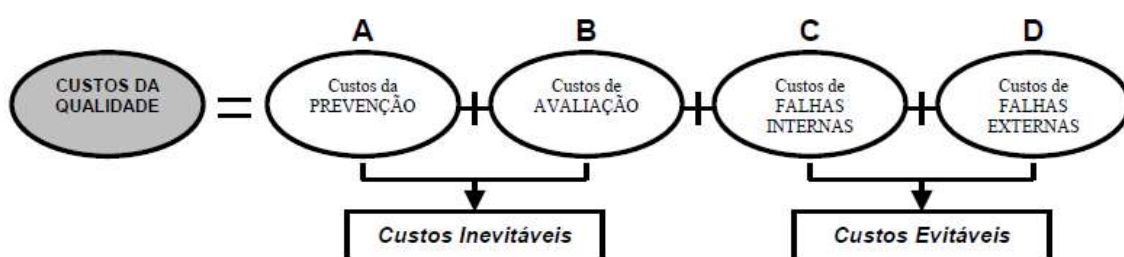 A
B
C
D
CUSTOS DA
QUALIDADE
=
Custos da
PREVENÇÃO
+
Custos de
AVALIAÇÃO
+
Custos de
FALHAS
INTERNAS
+
Custos de
FALHAS
EXTERNAS
Custos Inevitáveis
Custos Evitáveis